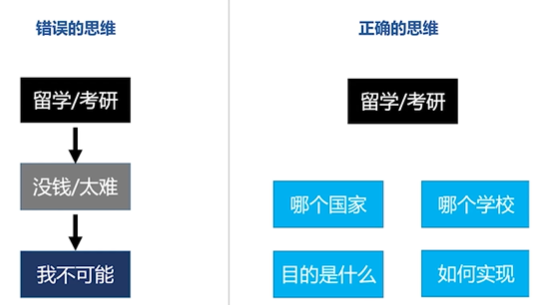 错误的思维
留学/考研
没钱/太难
我不可能
正确的思维
留学/考研
哪个国家
哪个学校
目的是什么
如何实现